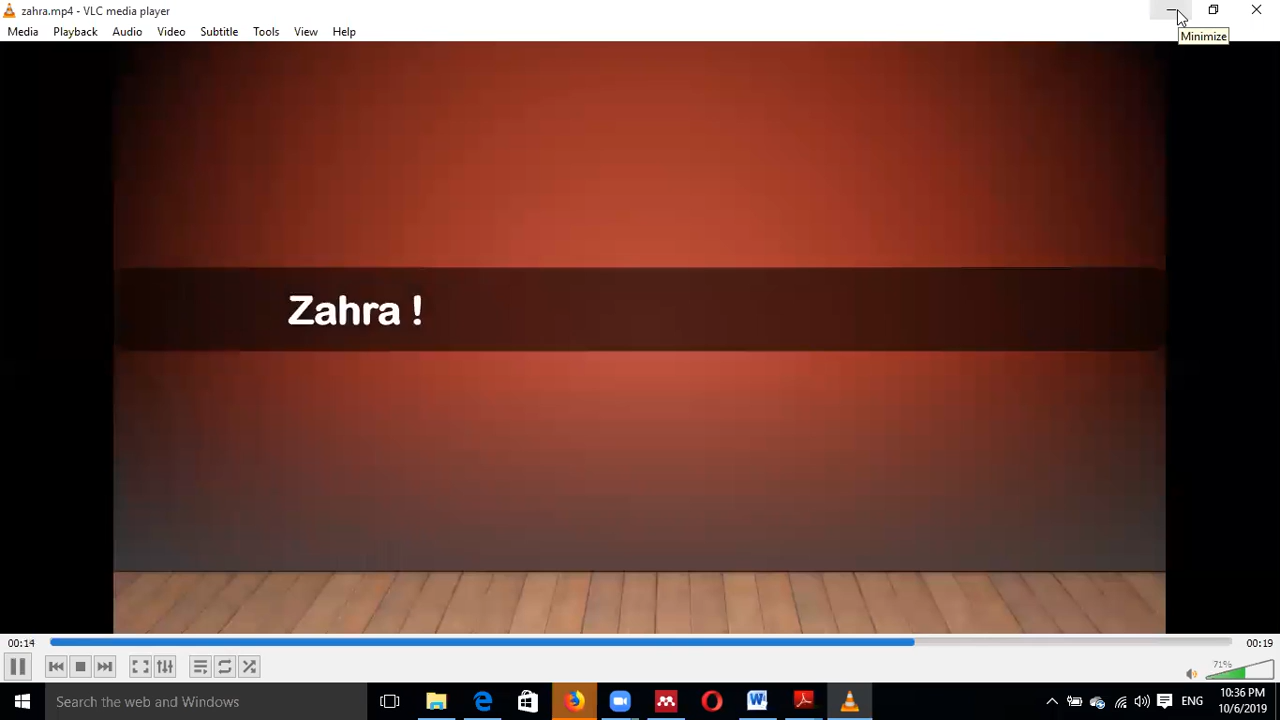 zahra.mp4 - VLC media player
Minimize
Media Playback Audio Video Subtitle Tools View Help
Zahra !
00:14
00:19
71%
Search the web and Windows
ENG
10:36 PM
10/6/2019